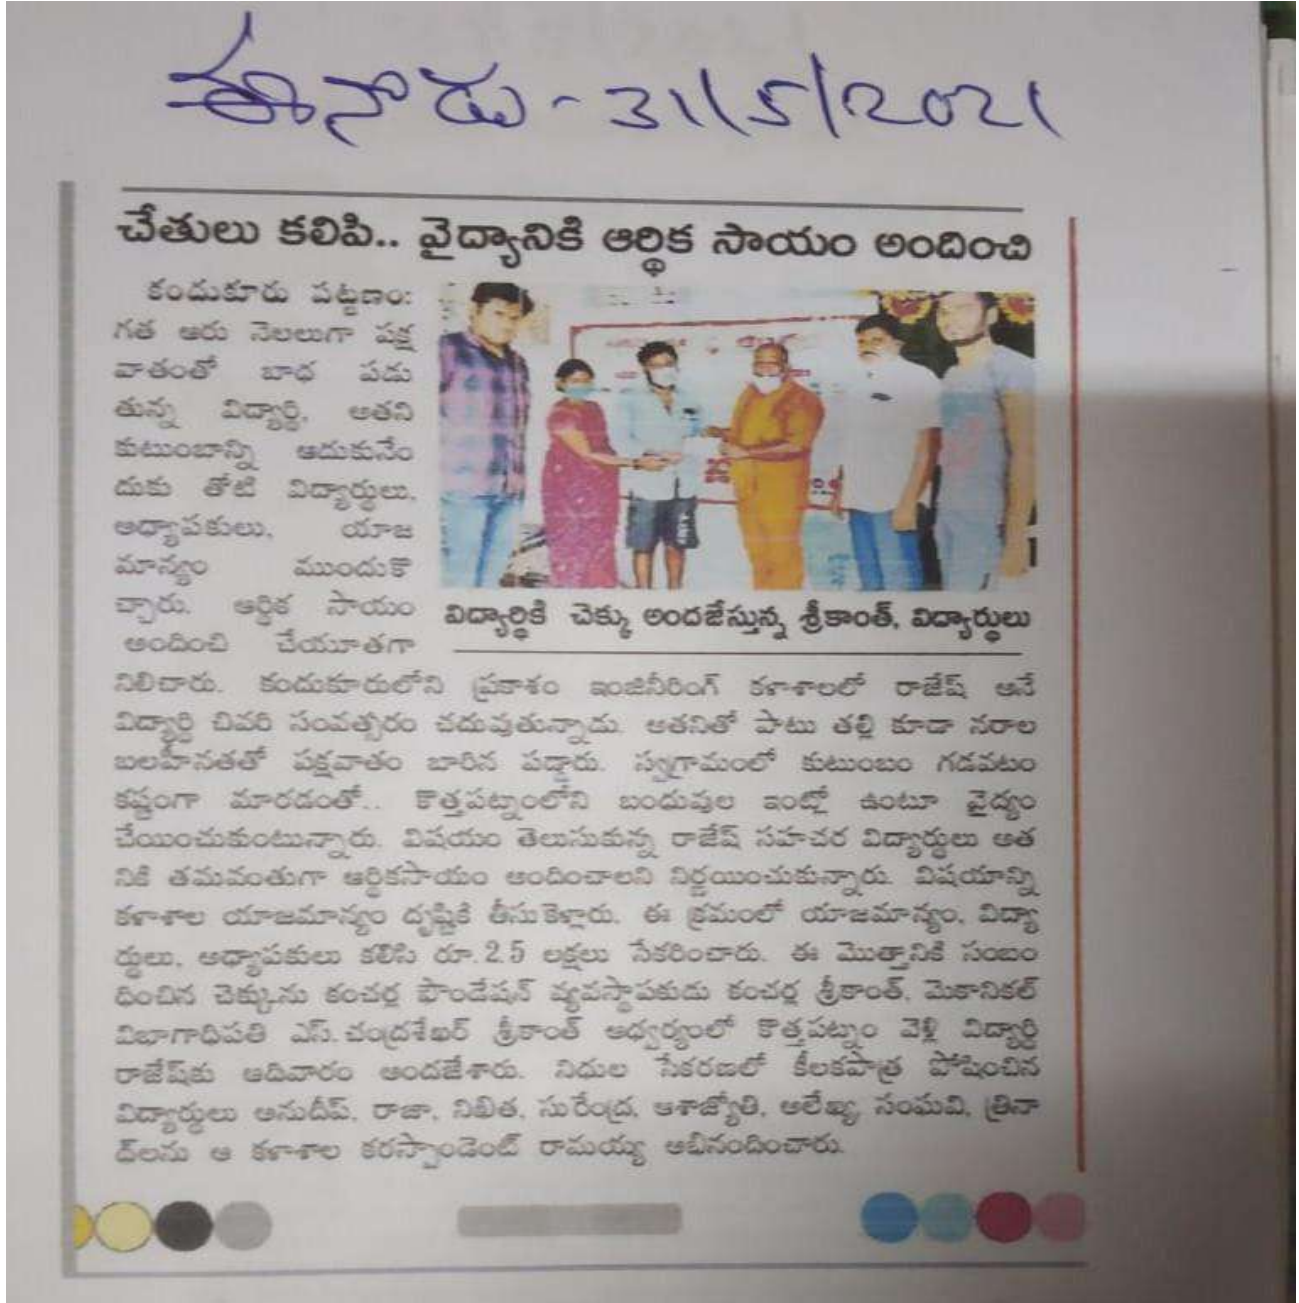 ఈనాడు - 31/5/2021
చేతులు కలిపి.. వైద్యానికి ఆర్థిక సాయం అందించి
కందుకూరు పట్టణం:
గత ఆరు నెలలుగా పక్ష
వాతంతో బాధ పడు
తున్న విద్యార్థి, అతని
కుటుంబాన్ని ఆదుకునేం
దుకు తోటి విద్యార్థులు,
అధ్యాపకులు, యాజ
మాన్యం ముందుకొ
చ్చారు. ఆర్థిక సాయం
అందించి చేయూతగా
విద్యార్థికి చెక్కు అందజేస్తున్న శ్రీకాంత్, విద్యార్థులు
నిలిచారు. కందుకూరులోని ప్రకాశం ఇంజినీరింగ్ కళాశాలలో రాజేష్ అనే
విద్యార్థి చివరి సంవత్సరం చదువుతున్నాడు. అతనితో పాటు తల్లి కూడా నరాల
బలహీనతతో పక్షవాతం బారిన పడ్డారు. స్వగ్రామంలో కుటుంబం గడవటం
కష్టంగా మారడంతో.. కొత్తపట్నంలోని బంధువుల ఇంట్లో ఉంటూ వైద్యం
చేయించుకుంటున్నారు. విషయం తెలుసుకున్న రాజేష్ సహచర విద్యార్థులు అత
నికి తమవంతుగా ఆర్థికసాయం అందించాలని నిర్ణయించుకున్నారు. విషయాన్ని
కళాశాల యాజమాన్యం దృష్టికి తీసుకెళ్లారు. ఈ క్రమంలో యాజమాన్యం, విద్యా
ర్థులు, అధ్యాపకులు కలిసి రూ.2.5 లక్షలు సేకరించారు. ఈ మొత్తానికి సంబం
ధించిన చెక్కును కంచర్ల ఫౌండేషన్ వ్యవస్థాపకుడు కంచర్ల శ్రీకాంత్, మెకానికల్
విభాగాధిపతి ఎస్.చంద్రశేఖర్ శ్రీకాంత్ ఆధ్వర్యంలో కొత్తపట్నం వెళ్లి విద్యార్థి
రాజేష్‌కు ఆదివారం అందజేశారు. నిధుల సేకరణలో కీలకపాత్ర పోషించిన
విద్యార్థులు అనుదీప్, రాజా, నిఖిత, సురేంద్ర, ఆశాజ్యోతి, అలేఖ్య, సంఘవి, త్రినా
ధ్‌లను ఆ కళాశాల కరస్పాండెంట్ రామయ్య అభినందించారు.